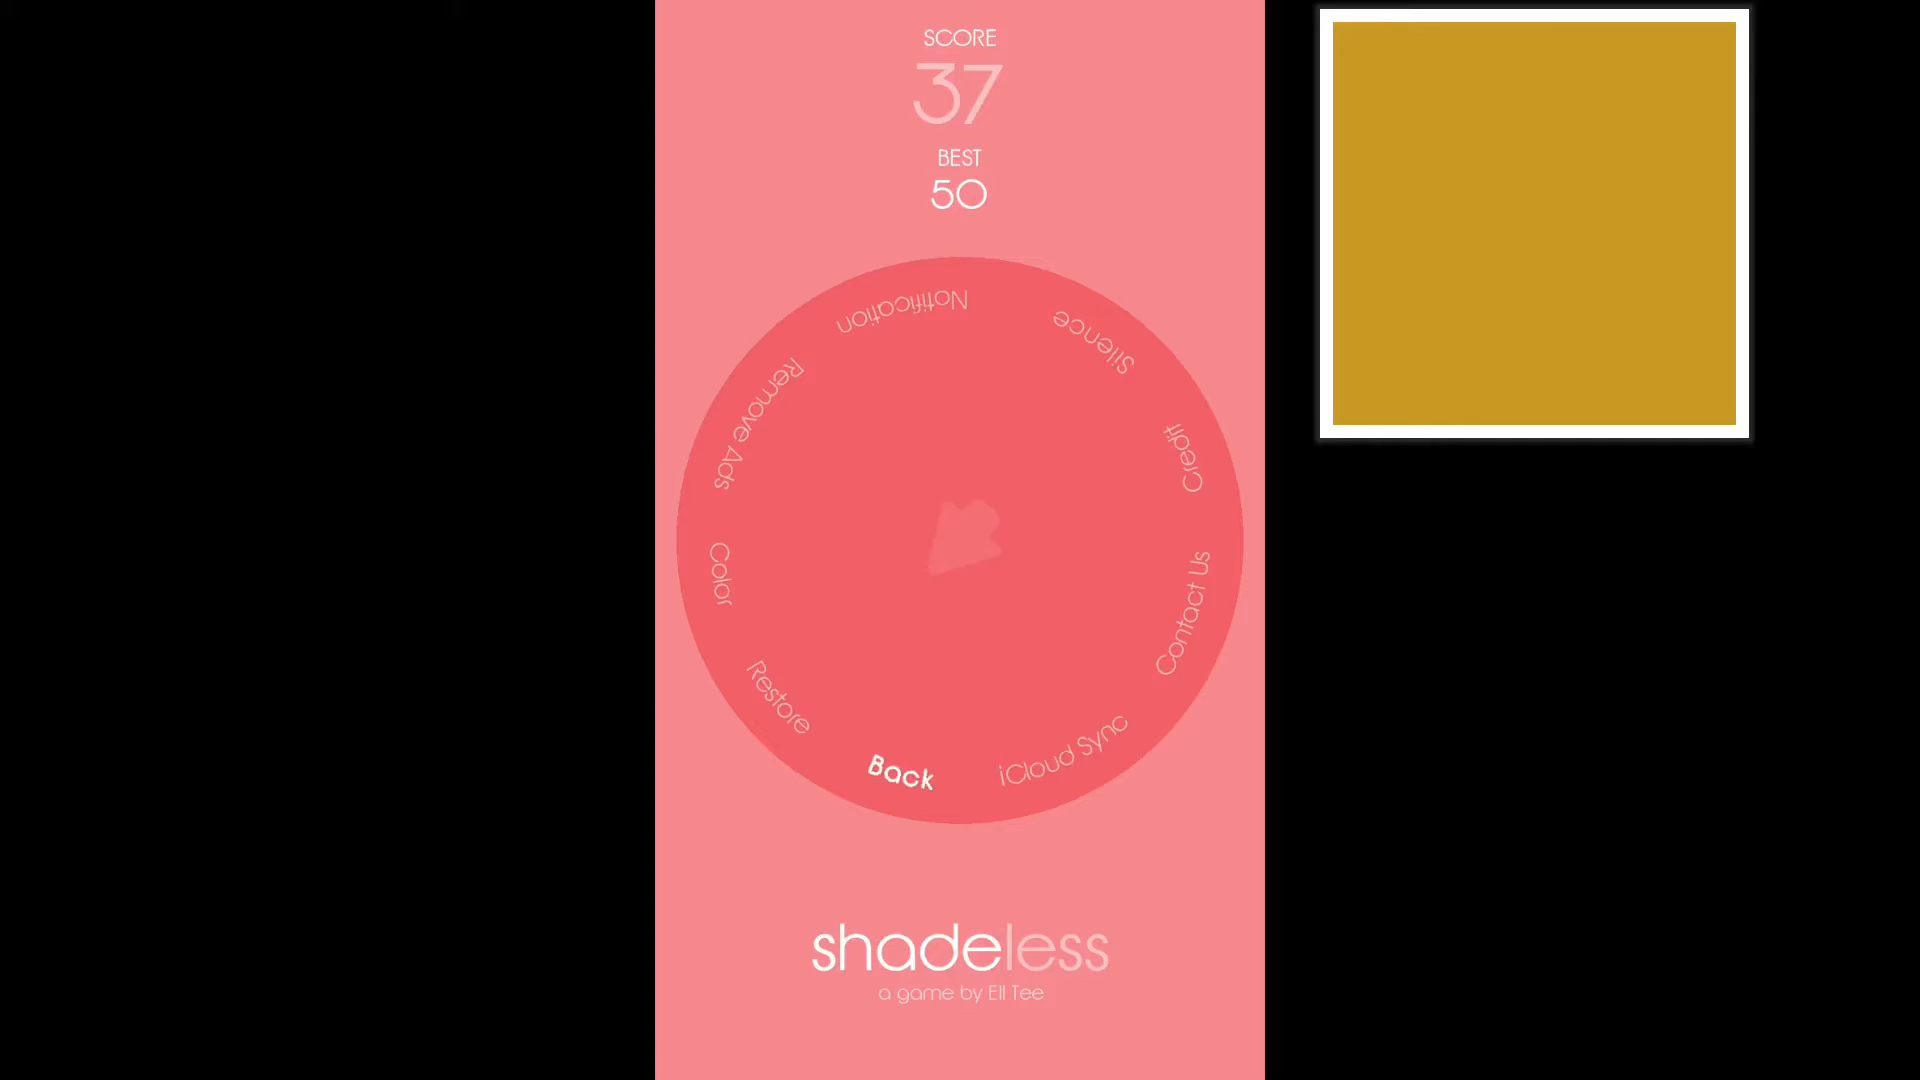 SCORE
37
BEST
50
Notification
Silence
Remove Ads
Credit
Color
Contact Us
Restore
iCloud Sync
Back
shadeless
a game by Ell Tee